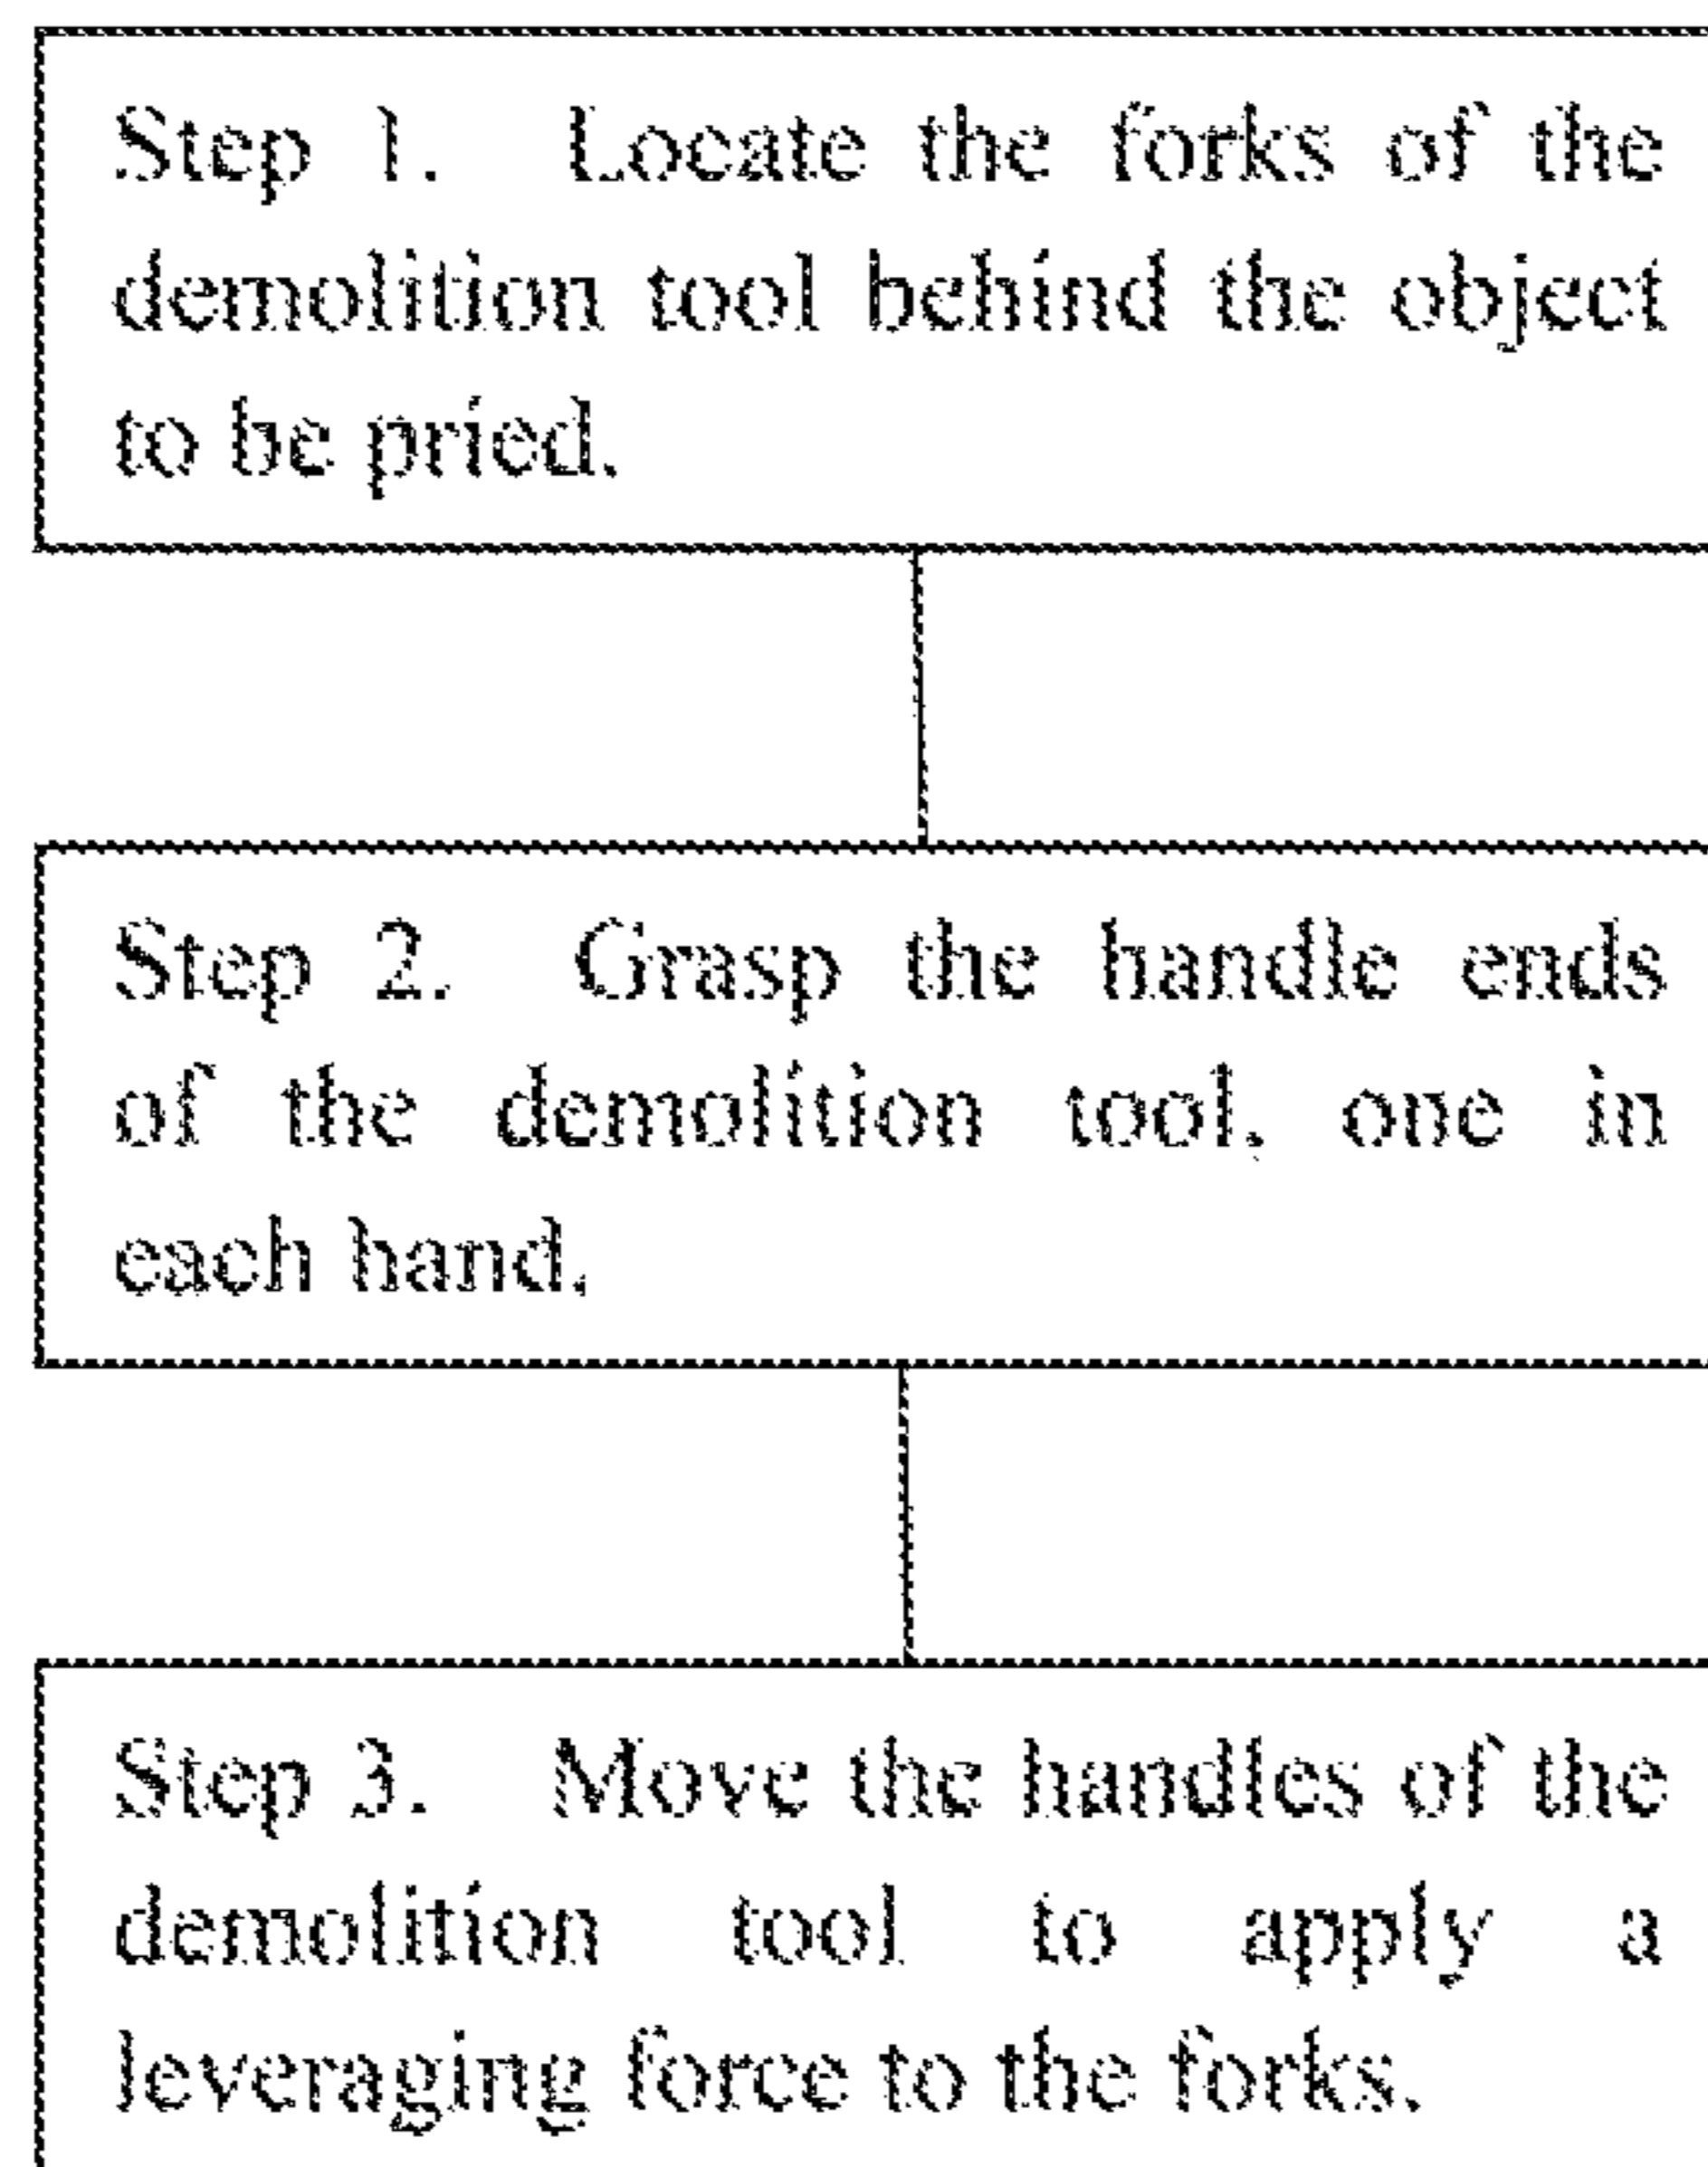 Step 1. Locate the forks of the
demolition tool behind the object
to be pried.
Step 2. Grasp the handle ends
of the demolition tool, one in
each hand.
Step 3. Move the handles of the
demolition tool to apply a
leveraging force to the forks.